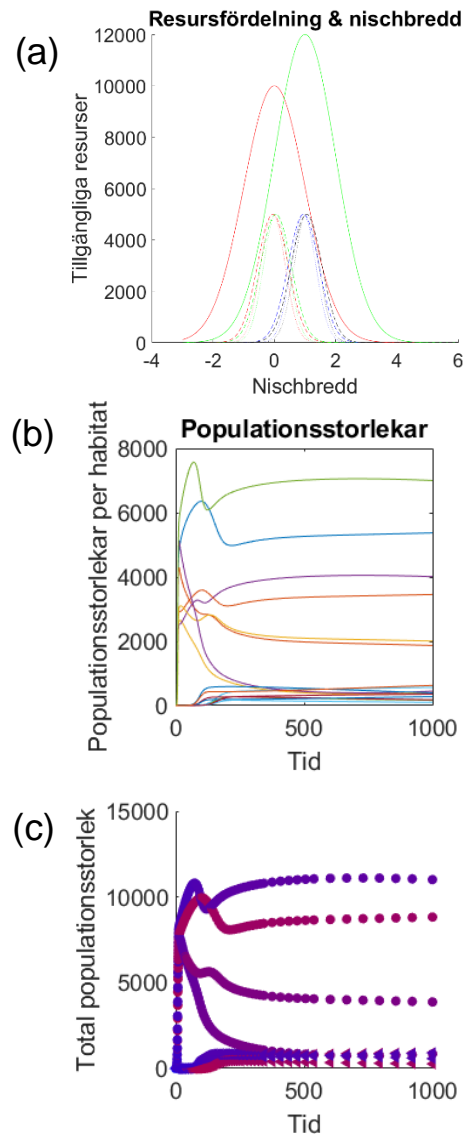 Resursfördelning & nischbredd
(a)
Tillgängliga resurser
12000
10000
8000
6000
4000
2000
0
-4 -2 0 2 4 6
Nischbredd
(b)
Populationsstorlekar
Populationsstorlekar per habitat
8000
6000
4000
2000
0
0 500 1000
Tid
(c)
Total populationsstorlek
15000
10000
5000
0
0 500 1000
Tid